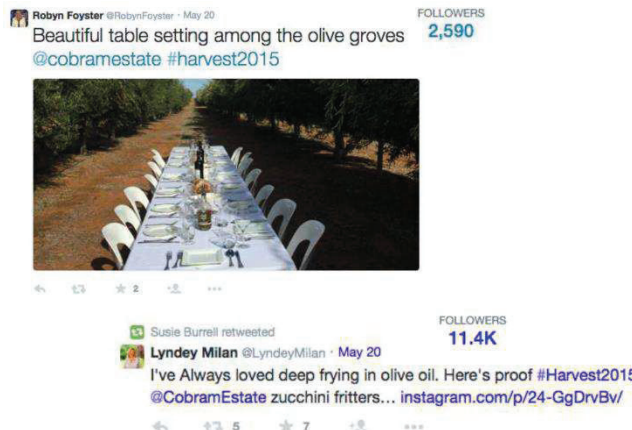 Robyn Foyster @RobynFoyster · May 20
FOLLOWERS
2,590
Beautiful table setting among the olive groves
@cobramestate #harvest2015
2
Susie Burrell retweeted
FOLLOWERS
11.4K
Lyndey Milan @LyndeyMilan · May 20
I've Always loved deep frying in olive oil. Here's proof #Harvest2015
@CobramEstate zucchini fritters... instagram.com/p/24-GgDrvBv/
5 7